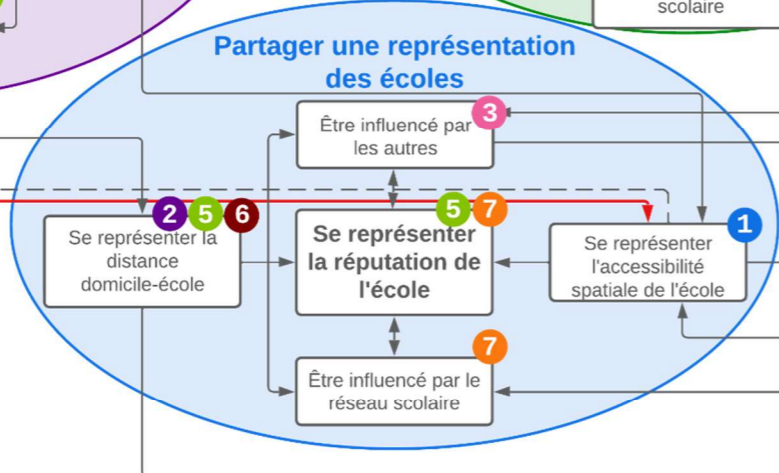 scolaire
Partager une représentation
des écoles
3
Être influencé par
les autres
2 5 6
Se représenter la
distance
domicile-école
5 7
Se représenter
la réputation de
l'école
1
Se représenter
l'accessibilité
spatiale de l'école
7
Être influencé par le
réseau scolaire